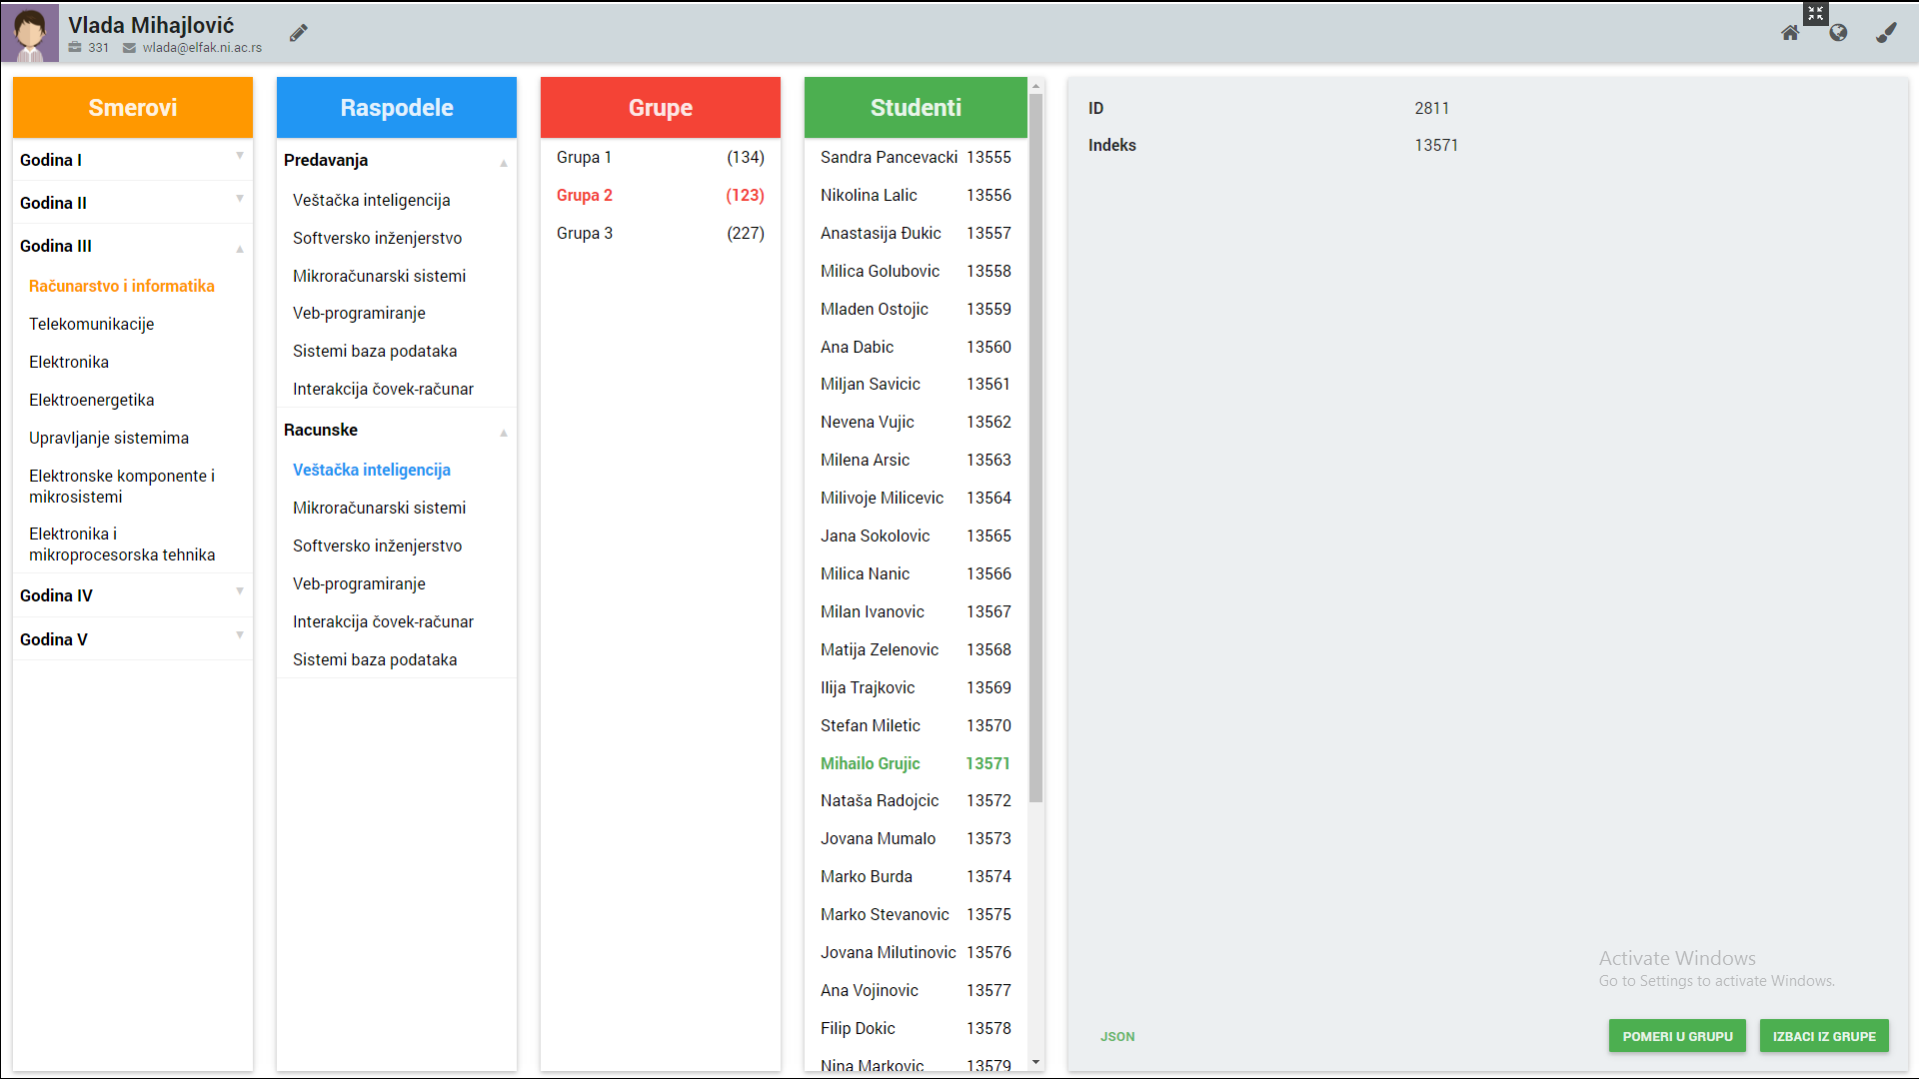 Vlada Mihajlović
331 wlada@elfak.ni.ac.rs
Smerovi
Godina I
Godina II
Godina III
Računarstvo i informatika
Telekomunikacije
Elektronika
Elektroenergetika
Upravljanje sistemima
Elektronske komponente i
mikrosistemi
Elektronika i
mikroprocesorska tehnika
Godina IV
Godina V
Raspodele
Predavanja
Veštačka inteligencija
Softversko inženjerstvo
Mikroračunarski sistemi
Veb-programiranje
Sistemi baza podataka
Interakcija čovek-računar
Racunske
Veštačka inteligencija
Mikroračunarski sistemi
Softversko inženjerstvo
Veb-programiranje
Interakcija čovek-računar
Sistemi baza podataka
Grupe
Grupa 1 (134)
Grupa 2 (123)
Grupa 3 (227)
Studenti
Sandra Pancevacki 13555
Nikolina Lalic 13556
Anastasija Đukic 13557
Milica Golubovic 13558
Mladen Ostojic 13559
Ana Dabic 13560
Miljan Savicic 13561
Nevena Vujic 13562
Milena Arsic 13563
Milivoje Milicevic 13564
Jana Sokolovic 13565
Milica Nanic 13566
Milan Ivanovic 13567
Matija Zelenovic 13568
Ilija Trajkovic 13569
Stefan Miletic 13570
Mihailo Grujic 13571
Nataša Radojcic 13572
Jovana Mumalo 13573
Marko Burda 13574
Marko Stevanovic 13575
Jovana Milutinovic 13576
Ana Vojinovic 13577
Filip Dokic 13578
Nina Markovic 13579
ID 2811
Indeks 13571
Activate Windows
Go to Settings to activate Windows.
JSON
POMERI U GRUPU
IZBACI IZ GRUPE